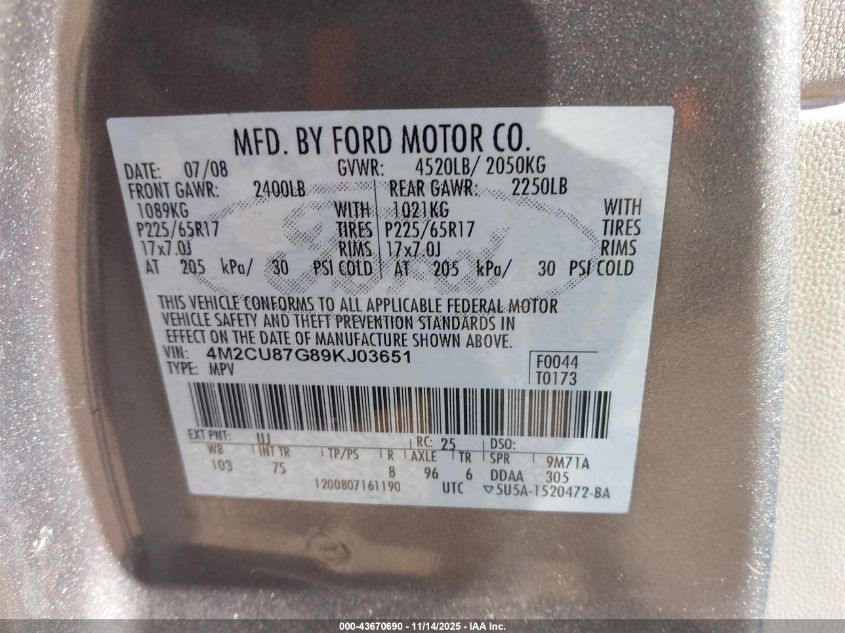 MFD. BY FORD MOTOR CO.
DATE: 07/08 GVWR: 4520LB/ 2050KG
FRONT GAWR: 2400LB REAR GAWR: 2250LB
1089KG WITH 1021KG WITH
P225/65R17 TIRES P225/65R17 TIRES
17x7.0J RIMS 17x7.0J RIMS
AT 205 kPa/ 30 PSI COLD AT 205 kPa/ 30 PSI COLD
THIS VEHICLE CONFORMS TO ALL APPLICABLE FEDERAL MOTOR
VEHICLE SAFETY AND THEFT PREVENTION STANDARDS IN
EFFECT ON THE DATE OF MANUFACTURE SHOWN ABOVE.
VIN: 4M2CU87G89KJ03651
TYPE: MPV
F0044
T0173
EXT PNT: UJ RC: 25 DSO:
WB INT TR TP/PS R AXLE TR SPR 9M71A
103 7S 8 96 6 DDAA 305
1200807161190 UTC ▽5U5A-1520472-BA
Ford
000-43670690 - 11/14/2025 - IAA Inc.